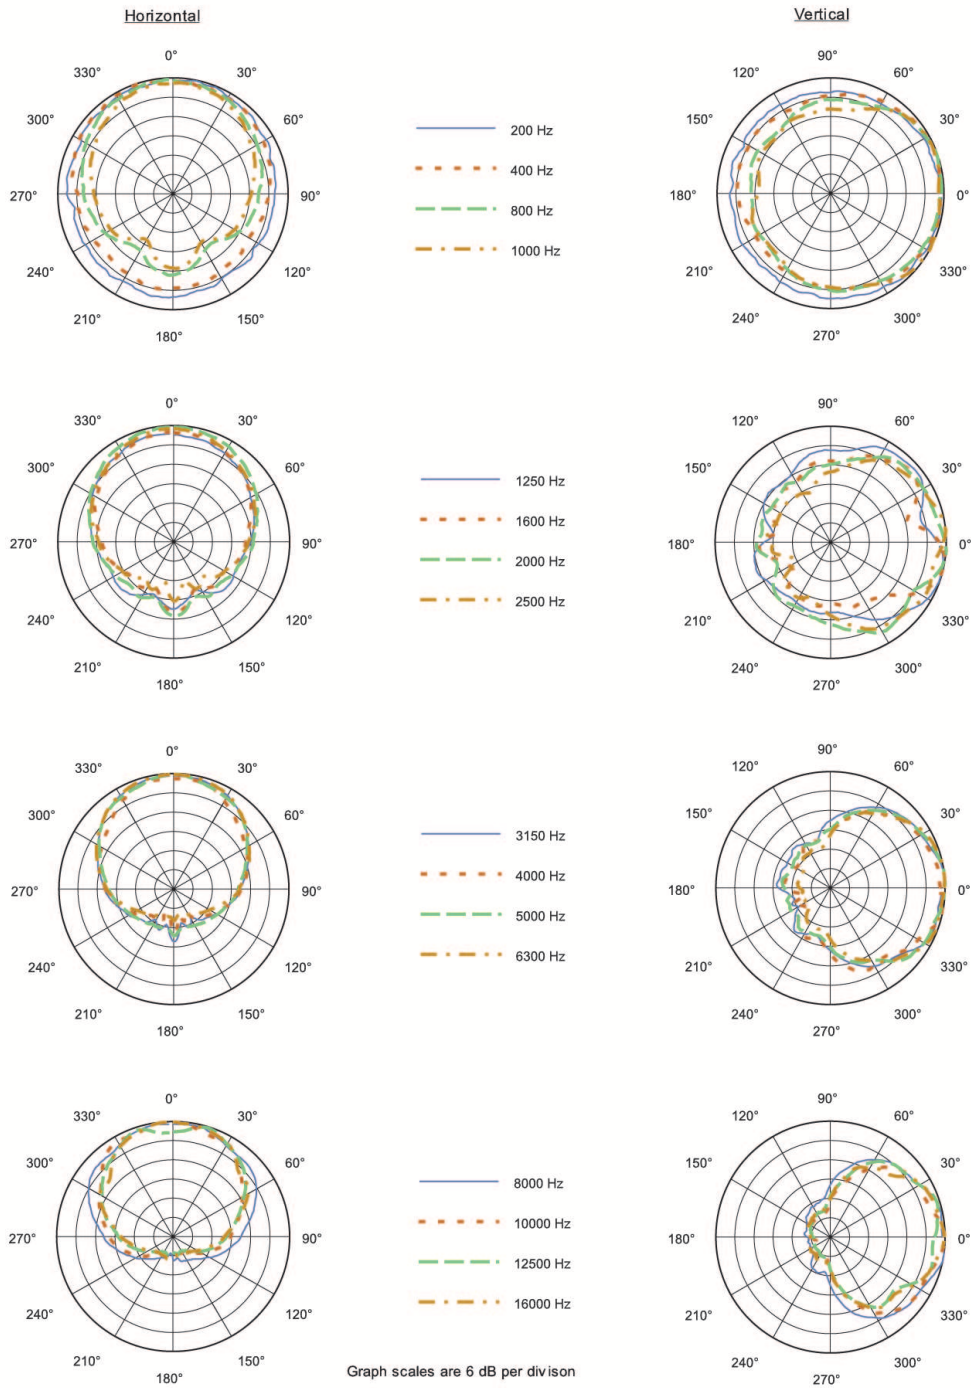 Horizontal Vertical
0° 90°
330° 30° 120° 60°
300° 60° 200 Hz 150° 30°
400 Hz
270° 90° 180° 0°
800 Hz
1000 Hz
240° 120° 210° 330°
210° 150° 240° 300°
180° 270°
0° 90°
330° 30° 120° 60°
300° 60° 1250 Hz 150° 30°
1600 Hz
270° 90° 180° 0°
2000 Hz
2500 Hz
240° 120° 210° 330°
210° 150° 240° 300°
180° 270°
0° 90°
330° 30° 120° 60°
300° 60° 150° 30°
3150 Hz
4000 Hz
270° 90° 180° 0°
5000 Hz
6300 Hz
240° 120° 210° 330°
210° 150° 240° 300°
180° 270°
0° 90°
330° 30° 120° 60°
300° 60° 150° 30°
8000 Hz
10000 Hz
270° 90° 180° 0°
12500 Hz
16000 Hz
240° 120° 210° 330°
210° 150° 240° 300°
180° 270°
Graph scales are 6 dB per divison